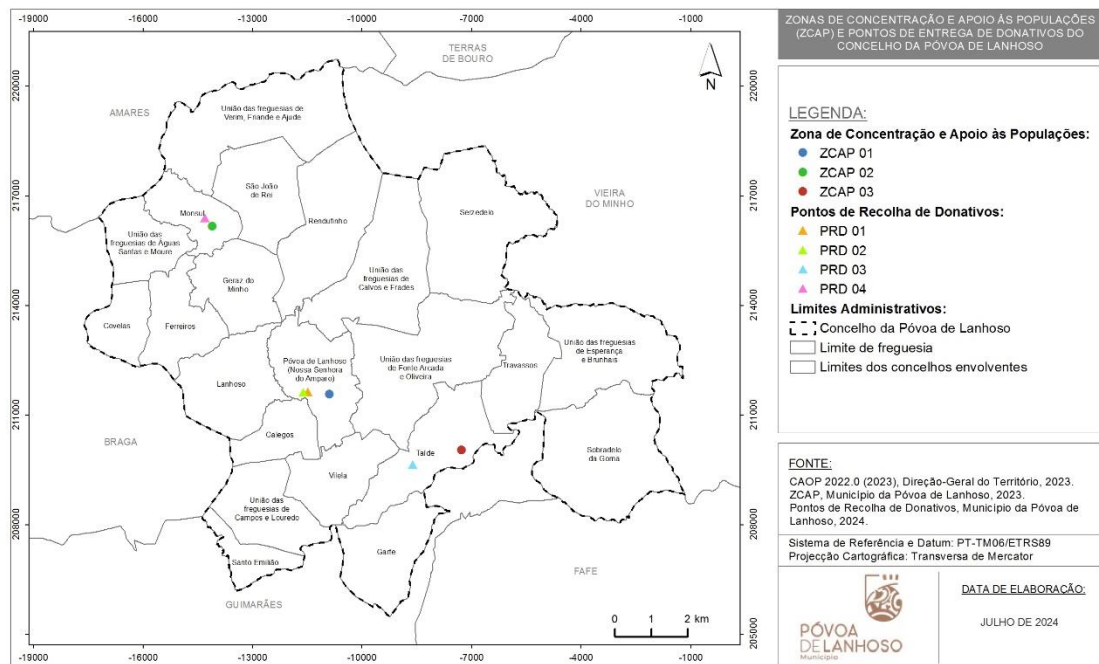 -19000 -16000 -13000 -10000 -7000 -4000 -1000
ZONAS DE CONCENTRAÇÃO E APOIO ÀS POPULAÇÕES
(ZCAP) E PONTOS DE ENTREGA DE DONATIVOS DO
CONCELHO DA PÓVOA DE LANHOSO
TERRAS
DE BOURO
N
220000
220000
AMARES
União das freguesias de
Verim, Friande e Ajude
São João
de Rei
VIEIRA
DO MINHO
217000
217000
Monsul
Serzedelo
Rendufinho
União das
freguesias de Águas
Santas e Moure
Geraz do
Minho
União das
freguesias de
Calvos e Frades
214000
214000
Covelas
Ferreiros
União das freguesias
de Esperança
e Brunhais
Lanhoso
Póvoa de Lanhoso
(Nossa Senhora
do Amparo)
União das freguesias
de Fonte Arcada
e Oliveira
Travassos
211000
211000
BRAGA
Calegos
Taíde
Sobradelo
da Goma
Vilela
União das
freguesias de
Campos e Louredo
208000
208000
Garfe
Santo Emilião
FAFE
GUIMARÃES
0 1 2 km
205000
205000
-19000 -16000 -13000 -10000 -7000 -4000 -1000
LEGENDA:
Zona de Concentração e Apoio às Populações:
ZCAP 01
ZCAP 02
ZCAP 03
Pontos de Recolha de Donativos:
PRD 01
PRD 02
PRD 03
PRD 04
Limites Administrativos:
Concelho da Póvoa de Lanhoso
Limite de freguesia
Limites dos concelhos envolventes
FONTE:
CAOP 2022.0 (2023), Direção-Geral do Território, 2023.
ZCAP, Município da Póvoa de Lanhoso, 2023.
Pontos de Recolha de Donativos, Município da Póvoa de
Lanhoso, 2024.
Sistema de Referência e Datum: PT-TM06/ETRS89
Projecção Cartográfica: Transversa de Mercator
PÓVOA
DE LANHOSO
Município
DATA DE ELABORAÇÃO:
JULHO DE 2024